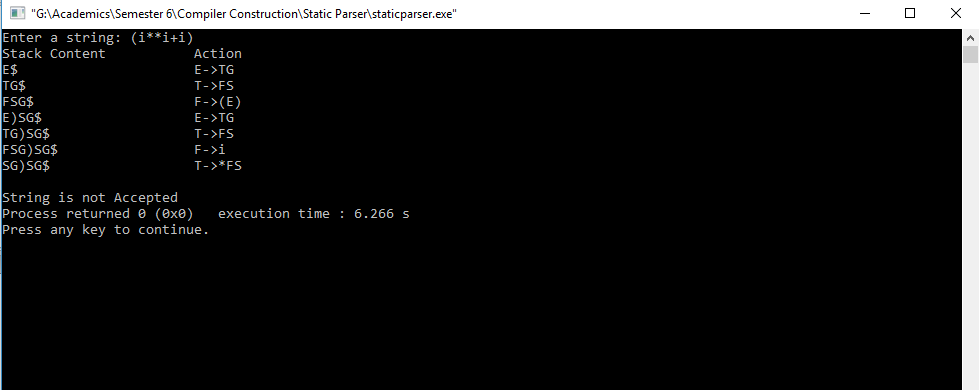 "G:\Academics\Semester 6\Compiler Construction\Static Parser\staticparser.exe"
Enter a string: (i**i+i)
Stack Content Action
E$ E->TG
TG$ T->FS
FSG$ F->(E)
E)SG$ E->TG
TG)SG$ T->FS
FSG)SG$ F->i
SG)SG$ T->*FS
String is not Accepted
Process returned 0 (0x0) execution time : 6.266 s
Press any key to continue.